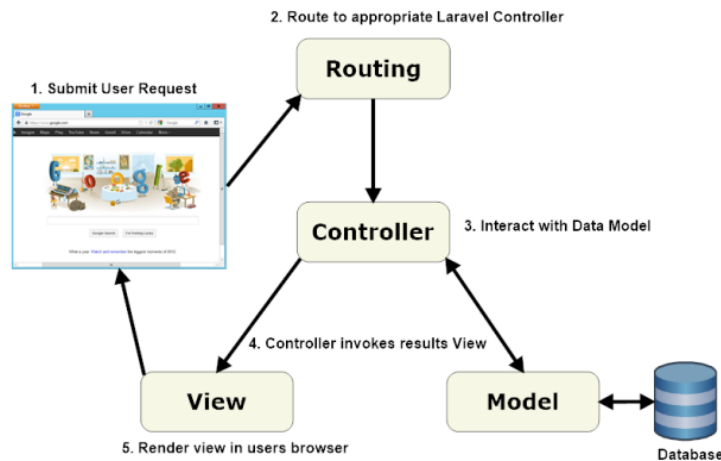 2. Route to appropriate Laravel Controller
Routing
1. Submit User Request
Google
Controller
3. Interact with Data Model
4. Controller invokes results View
View
Model
5. Render view in users browser
Database